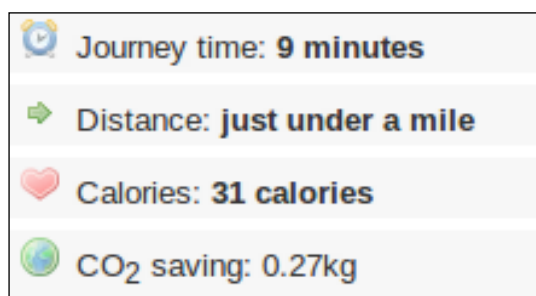 Journey time: 9 minutes
Distance: just under a mile
Calories: 31 calories
CO₂ saving: 0.27kg